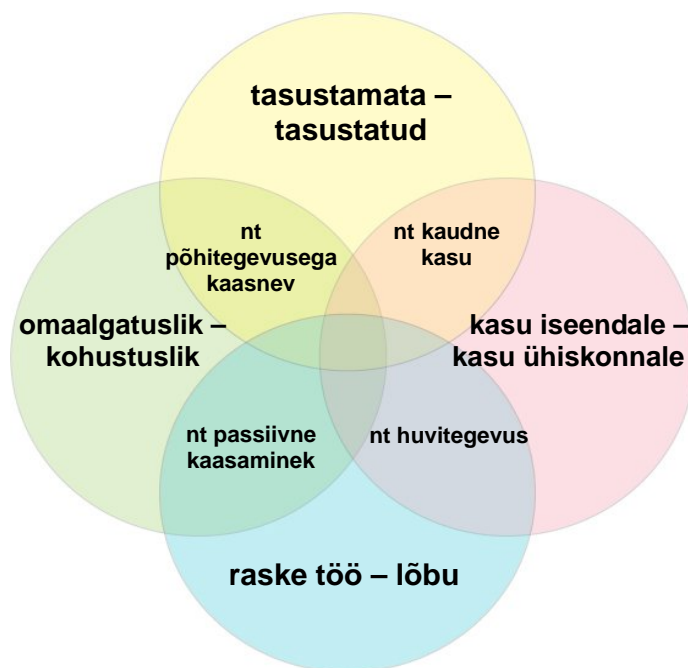 tasustamata –
tasustatud
nt
põhitegevusega
kaasnev
nt kaudne
kasu
omaalgatuslik –
kohustuslik
kasu iseendale –
kasu ühiskonnale
nt passiivne
kaasaminek
nt huvitegevus
raske töö – lõbu